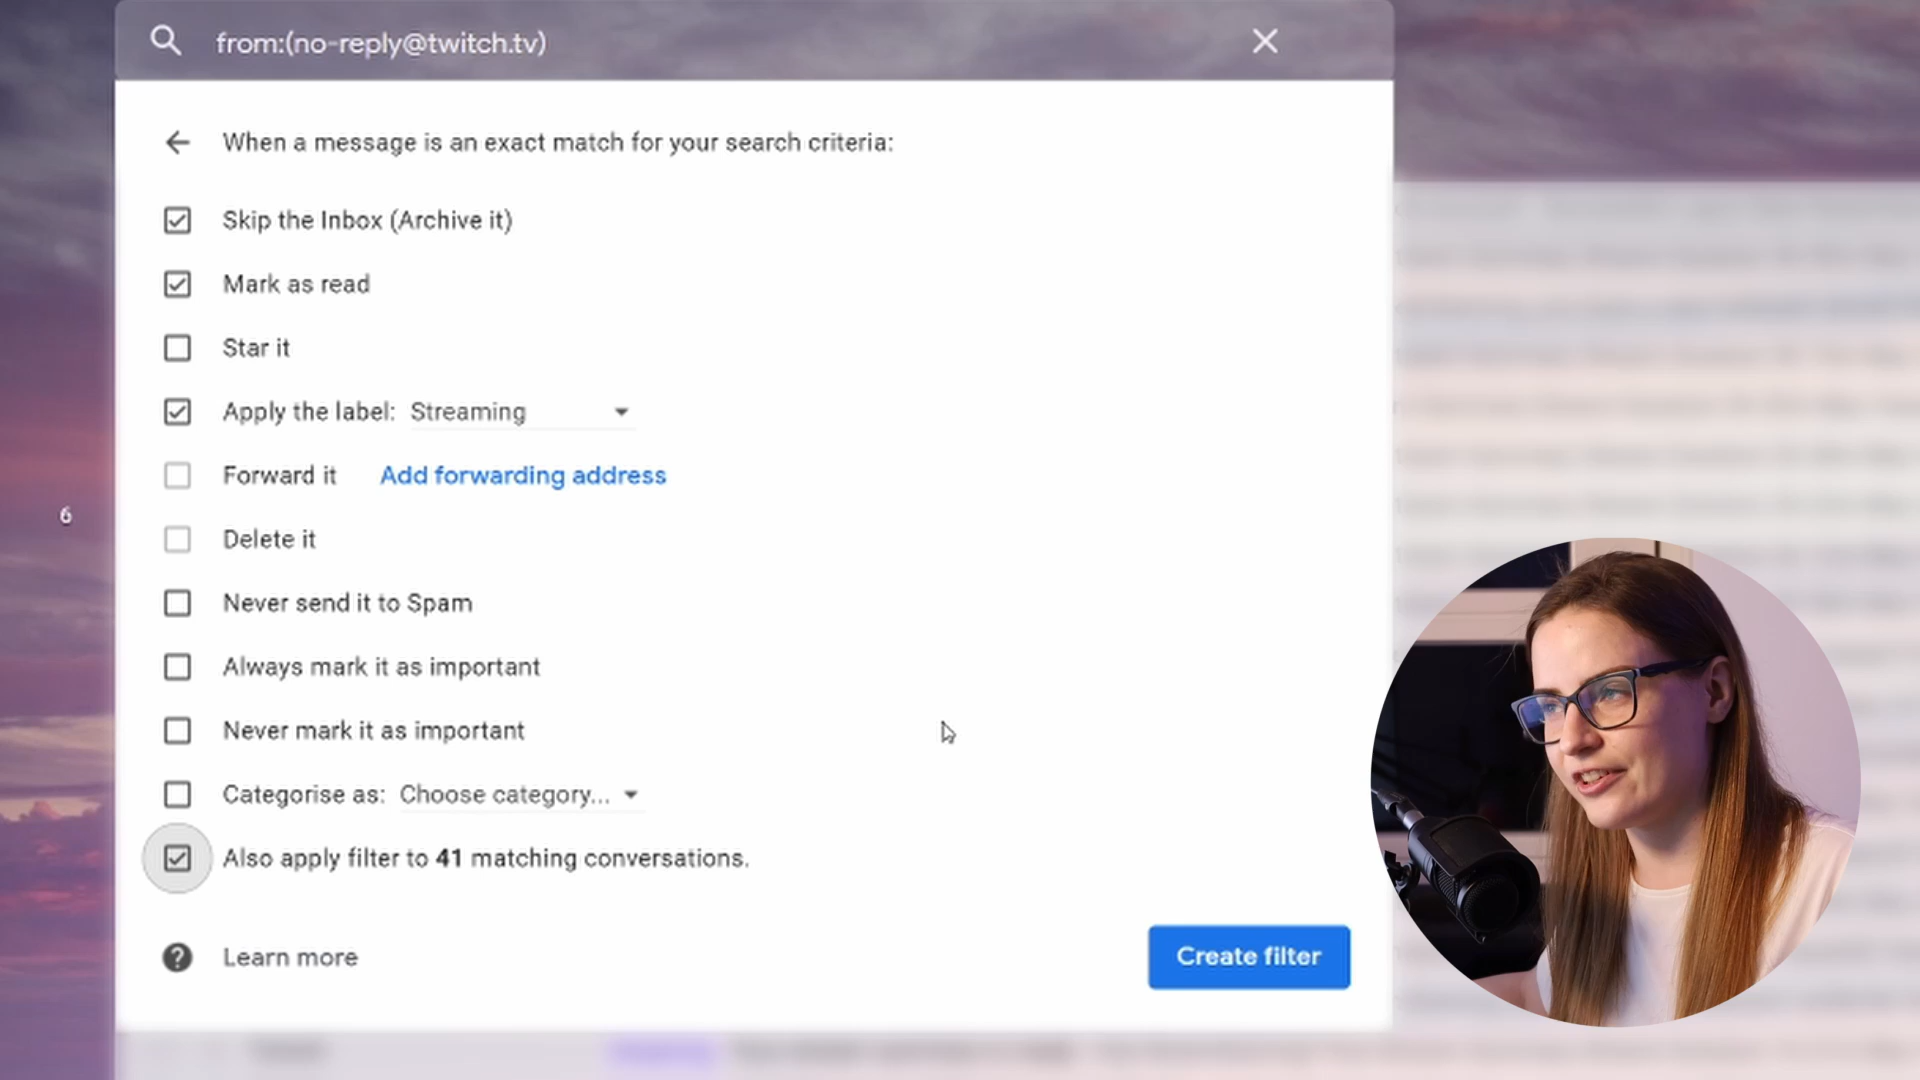 from:(no-reply@twitch.tv)
When a message is an exact match for your search criteria:
Skip the Inbox (Archive it)
Mark as read
Star it
Apply the label: Streaming
Forward it Add forwarding address
Delete it
6
Never send it to Spam
Always mark it as important
Never mark it as important
Categorise as: Choose category...
Also apply filter to 41 matching conversations.
Learn more
Create filter